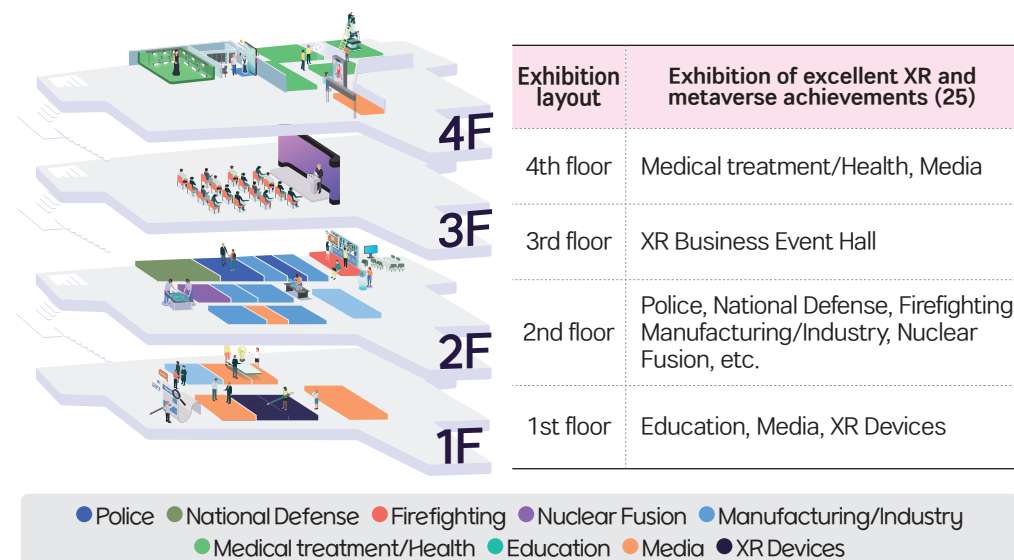 4F
3F
2F
1F
Exhibition layout
Exhibition of excellent XR and
metaverse achievements (25)
4th floor
Medical treatment/Health, Media
3rd floor
XR Business Event Hall
2nd floor
Police, National Defense, Firefighting
Manufacturing/Industry, Nuclear
Fusion, etc.
1st floor
Education, Media, XR Devices
Police National Defense Firefighting Nuclear Fusion Manufacturing/Industry
Medical treatment/Health Education Media XR Devices